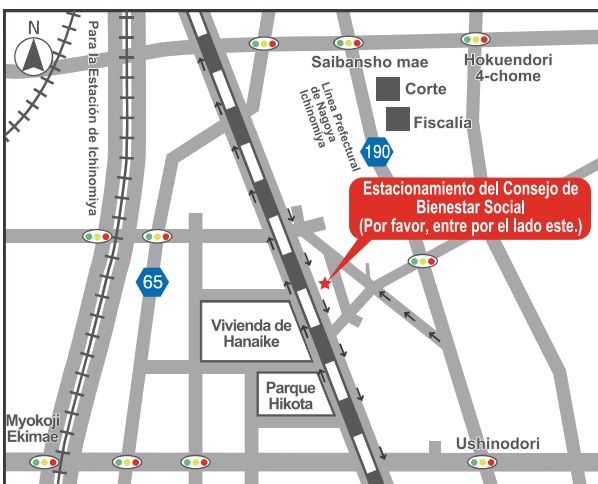 N
Para la Estación de Ichinomiya
Saibansho mae
Hokuendori
4-chome
Corte
Fiscalía
Línea Prefectural
de Nagoya
Ichinomiya
190
Estacionamiento del Consejo de
Bienestar Social
(Por favor, entre por el lado este.)
65
Vivienda de
Hanaike
Parque
Hikota
Myokoji
Ekimae
Ushinodori